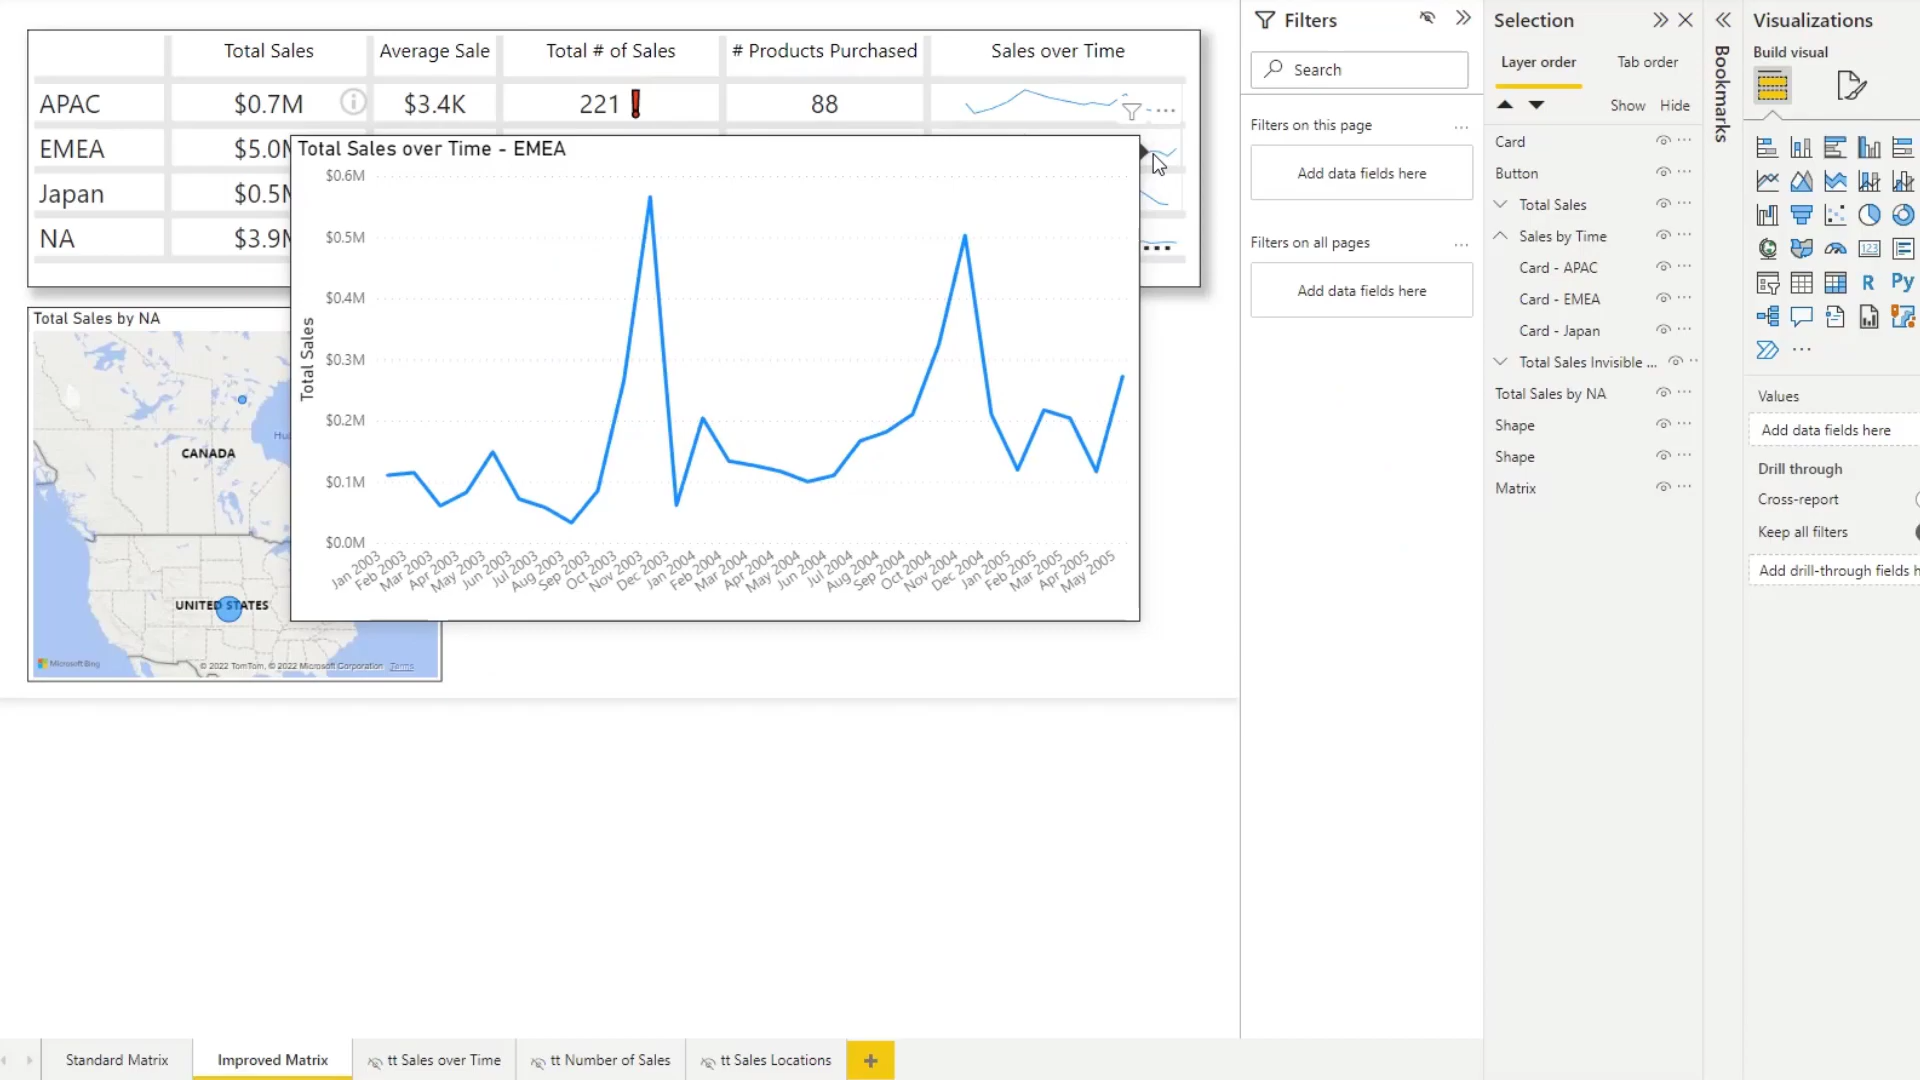 Total Sales
Average Sale
Total # of Sales
# Products Purchased
Sales over Time
APAC
$0.7M
$3.4K
221
88
EMEA
$5.0M
Japan
$0.5M
NA
$3.9M
Total Sales over Time - EMEA
Total Sales
$0.6M
$0.5M
$0.4M
$0.3M
$0.2M
$0.1M
$0.0M
Jan 2003
Feb 2003
Mar 2003
Apr 2003
May 2003
Jun 2003
Jul 2003
Aug 2003
Sep 2003
Oct 2003
Nov 2003
Dec 2003
Jan 2004
Feb 2004
Mar 2004
Apr 2004
May 2004
Jun 2004
Jul 2004
Aug 2004
Sep 2004
Oct 2004
Nov 2004
Dec 2004
Jan 2005
Feb 2005
Mar 2005
Apr 2005
May 2005
Total Sales by NA
CANADA
UNITED STATES
Microsoft Bing
© 2022 TomTom, © 2022 Microsoft Corporation Terms
Filters
Search
Filters on this page
Add data fields here
Filters on all pages
Add data fields here
Selection
Layer order
Tab order
Show
Hide
Card
Button
Total Sales
Sales by Time
Card - APAC
Card - EMEA
Card - Japan
Total Sales Invisible ...
Total Sales by NA
Shape
Shape
Matrix
Bookmarks
Visualizations
Build visual
123
R
Py
Values
Add data fields here
Drill through
Cross-report
Keep all filters
Add drill-through fields h
Standard Matrix
Improved Matrix
tt Sales over Time
tt Number of Sales
tt Sales Locations